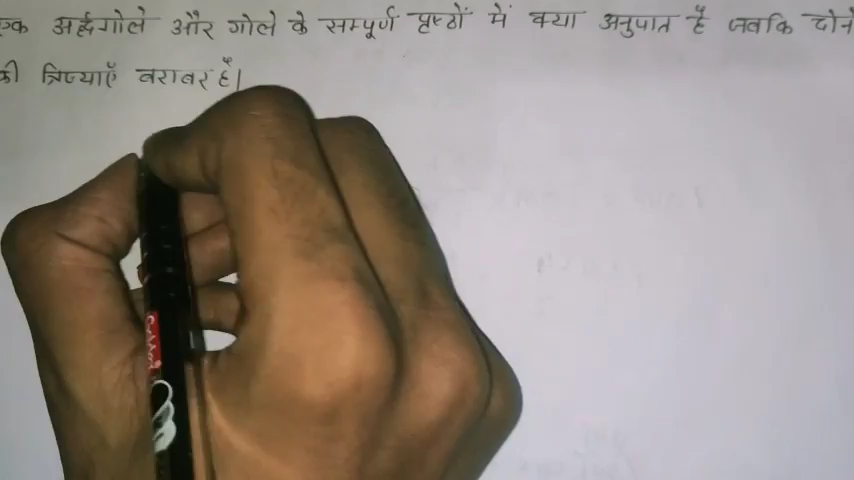 एक अर्द्धगोले और गोले के सम्पूर्ण पृष्ठों में क्या अनुपात है जबकि दोनो
की त्रिज्याएँ बराबर है।